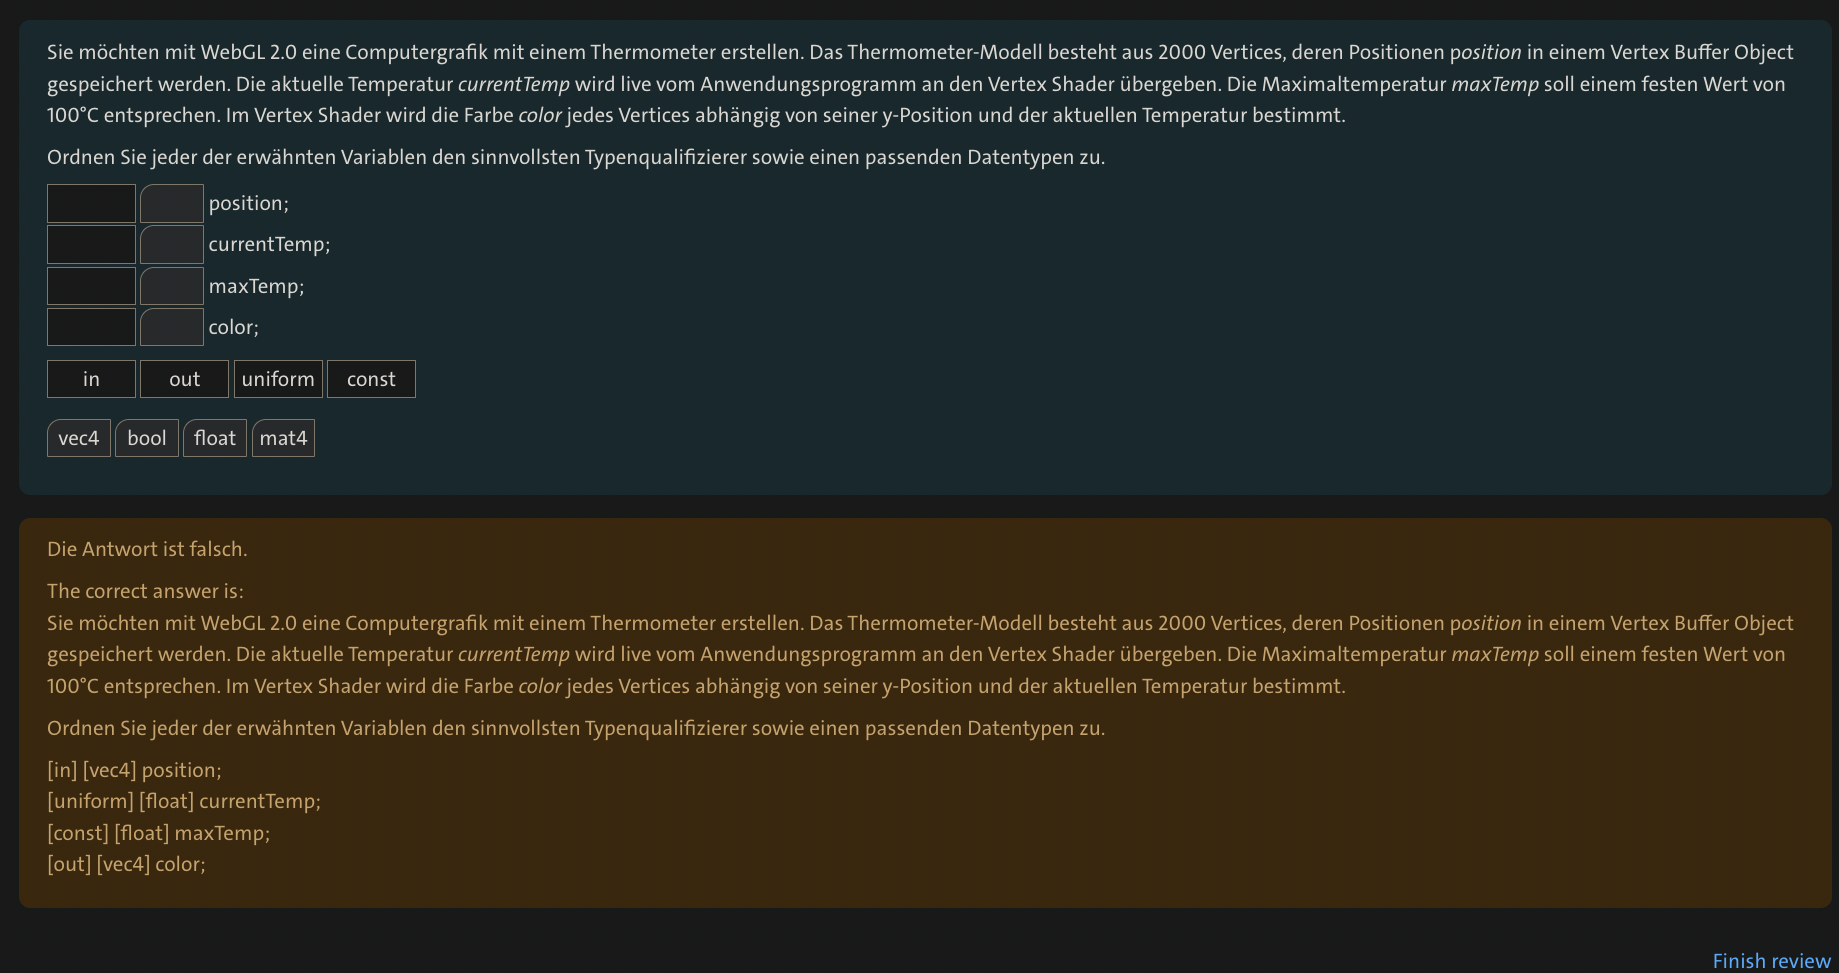 Sie möchten mit WebGL 2.0 eine Computergrafik mit einem Thermometer erstellen. Das Thermometer-Modell besteht aus 2000 Vertices, deren Positionen position in einem Vertex Buffer Object
gespeichert werden. Die aktuelle Temperatur currentTemp wird live vom Anwendungsprogramm an den Vertex Shader übergeben. Die Maximaltemperatur maxTemp soll einem festen Wert von
100°C entsprechen. Im Vertex Shader wird die Farbe color jedes Vertices abhängig von seiner y-Position und der aktuellen Temperatur bestimmt.
Ordnen Sie jeder der erwähnten Variablen den sinnvollsten Typenqualifizierer sowie einen passenden Datentypen zu.
position;
currentTemp;
maxTemp;
color;
in out uniform const
vec4 bool float mat4
Die Antwort ist falsch.
The correct answer is:
Sie möchten mit WebGL 2.0 eine Computergrafik mit einem Thermometer erstellen. Das Thermometer-Modell besteht aus 2000 Vertices, deren Positionen position in einem Vertex Buffer Object
gespeichert werden. Die aktuelle Temperatur currentTemp wird live vom Anwendungsprogramm an den Vertex Shader übergeben. Die Maximaltemperatur maxTemp soll einem festen Wert von
100°C entsprechen. Im Vertex Shader wird die Farbe color jedes Vertices abhängig von seiner y-Position und der aktuellen Temperatur bestimmt.
Ordnen Sie jeder der erwähnten Variablen den sinnvollsten Typenqualifizierer sowie einen passenden Datentypen zu.
[in] [vec4] position;
[uniform] [float] currentTemp;
[const] [float] maxTemp;
[out] [vec4] color;
Finish review